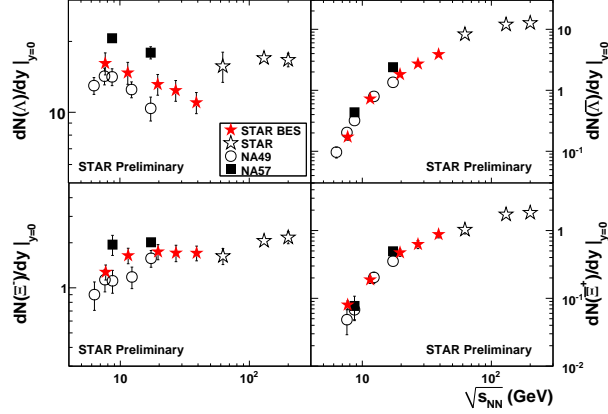 dN(Λ)/dy|y=0
10
STAR Preliminary
STAR BES
STAR
NA49
NA57
dN(Λ̅)/dy|y=0
10
1
10⁻¹
STAR Preliminary
dN(Ξ⁻)/dy|y=0
1
10
10²
STAR Preliminary
dN(Ξ̅⁺)/dy|y=0
1
10⁻¹
10⁻²
10
10²
STAR Preliminary
√sNN (GeV)